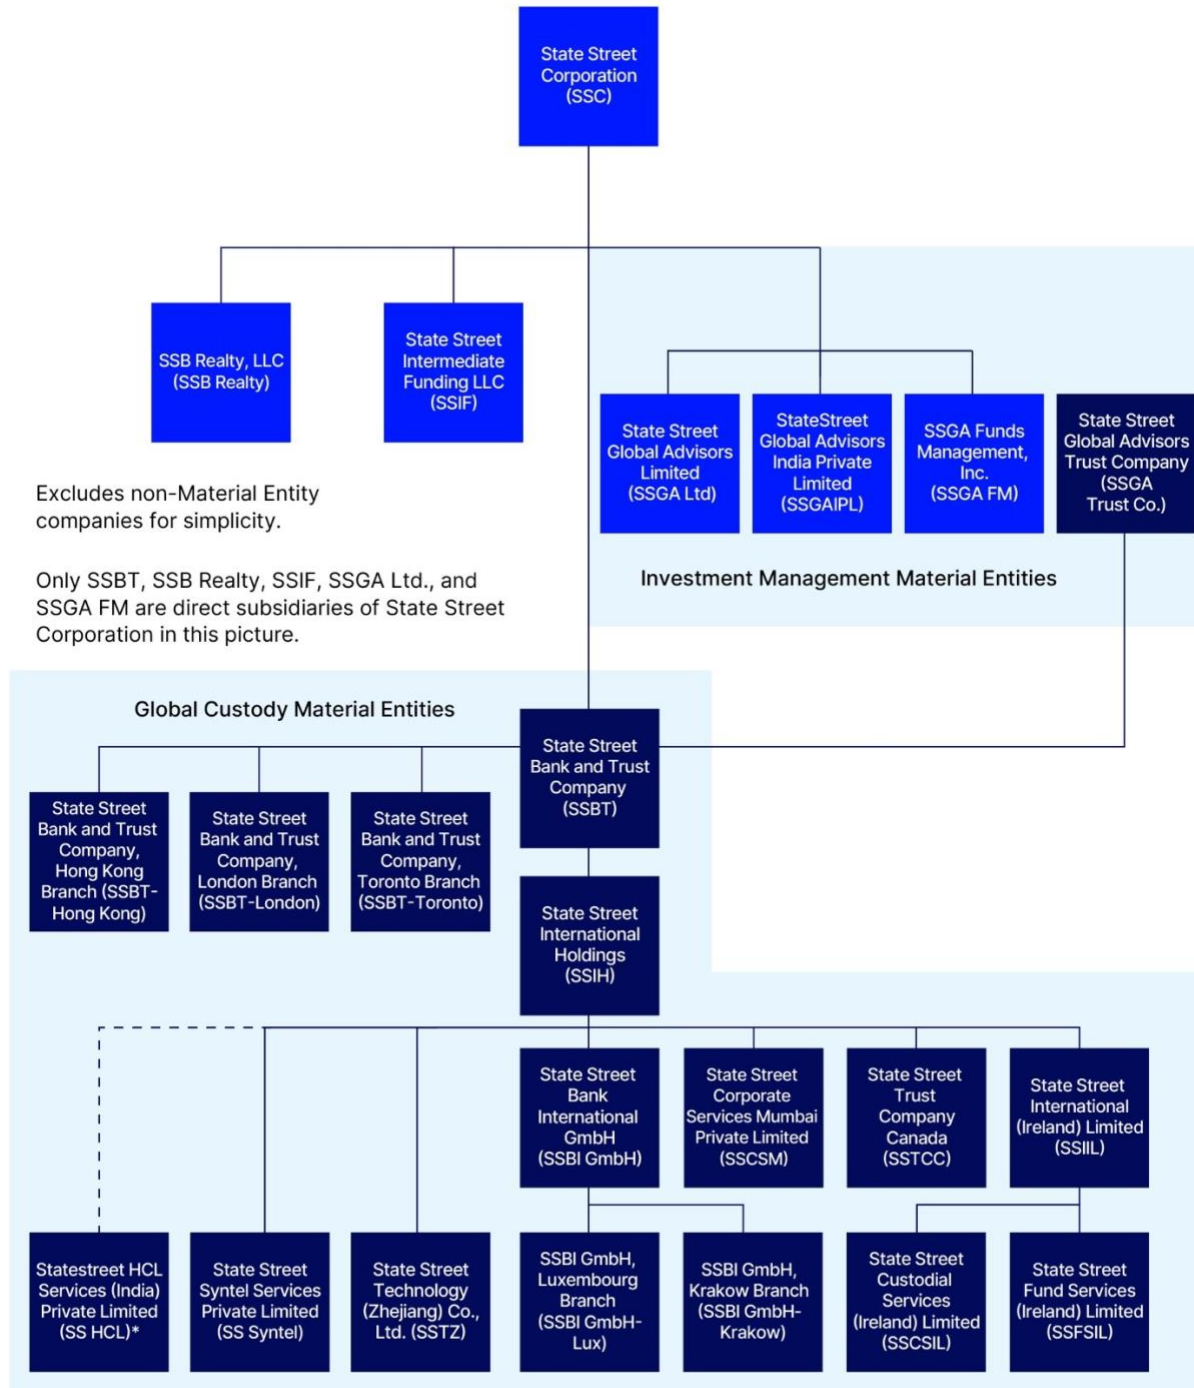 State Street
Corporation
(SSC)
SSB Realty, LLC
(SSB Realty)
State Street
Intermediate
Funding LLC
(SSIF)
State Street
Global Advisors
Limited
(SSGA Ltd)
StateStreet
Global Advisors
India Private
Limited
(SSGAIPL)
SSGA Funds
Management,
Inc.
(SSGA FM)
State Street
Global Advisors
Trust Company
(SSGA
Trust Co.)
Excludes non-Material Entity
companies for simplicity.
Only SSBT, SSB Realty, SSIF, SSGA Ltd., and
SSGA FM are direct subsidiaries of State Street
Corporation in this picture.
Investment Management Material Entities
Global Custody Material Entities
State Street
Bank and Trust
Company
(SSBT)
State Street
Bank and Trust
Company,
Hong Kong
Branch (SSBT-
Hong Kong)
State Street
Bank and Trust
Company,
London Branch
(SSBT-London)
State Street
Bank and Trust
Company,
Toronto Branch
(SSBT-Toronto)
State Street
International
Holdings
(SSIH)
State Street
Bank
International
GmbH
(SSBI GmbH)
State Street
Corporate
Services Mumbai
Private Limited
(SSCSM)
State Street
Trust
Company
Canada
(SSTCC)
State Street
International
(Ireland) Limited
(SSIIL)
Statestreet HCL
Services (India)
Private Limited
(SS HCL)*
State Street
Syntel Services
Private Limited
(SS Syntel)
State Street
Technology
(Zhejiang) Co.,
Ltd. (SSTZ)
SSBI GmbH,
Luxembourg
Branch
(SSBI GmbH-
Lux)
SSBI GmbH,
Krakow Branch
(SSBI GmbH-
Krakow)
State Street
Custodial
Services
(Ireland) Limited
(SSCSIL)
State Street
Fund Services
(Ireland) Limited
(SSFSIL)